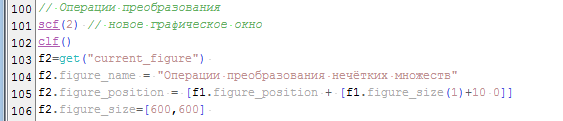 100 // Операции преобразования
101 scf(2) // новое графическое окно
102 clf()
103 f2=get("current_figure")
104 f2.figure_name = "Операции преобразования нечётких множеств"
105 f2.figure_position = [f1.figure_position + [f1.figure_size(1)+10 0]]
106 f2.figure_size=[600,600]